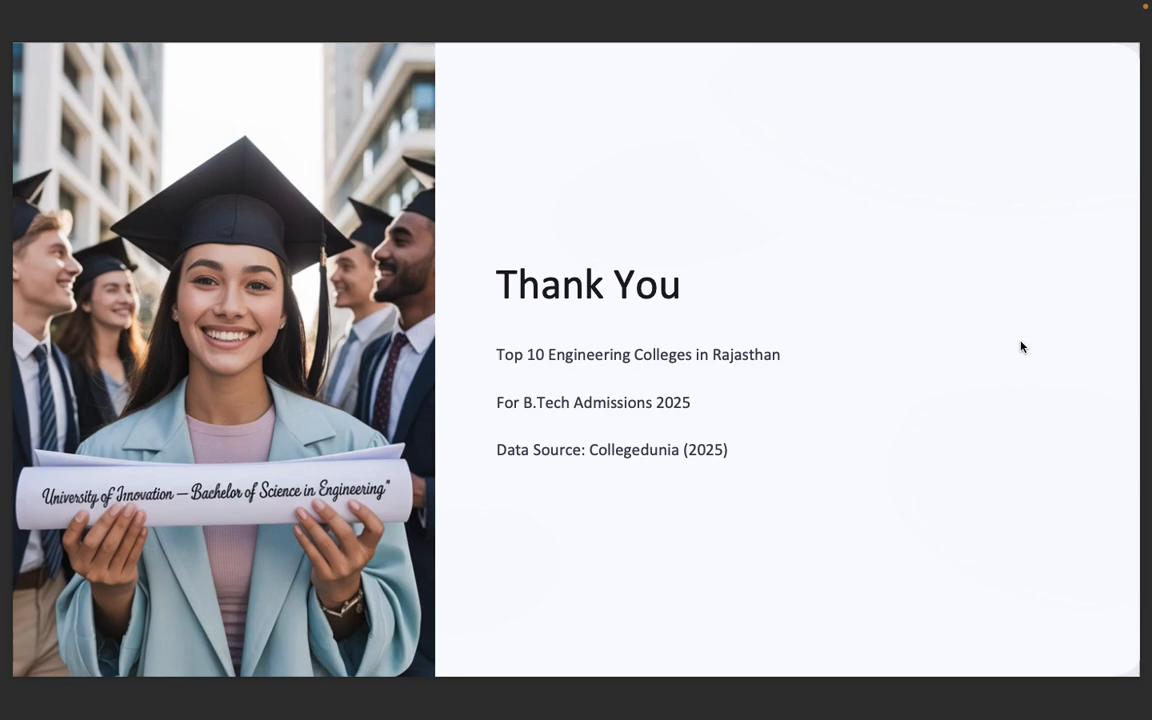 Thank You
Top 10 Engineering Colleges in Rajasthan
For B.Tech Admissions 2025
Data Source: Collegedunia (2025)
University of Innovation – Bachelor of Science in Engineering"